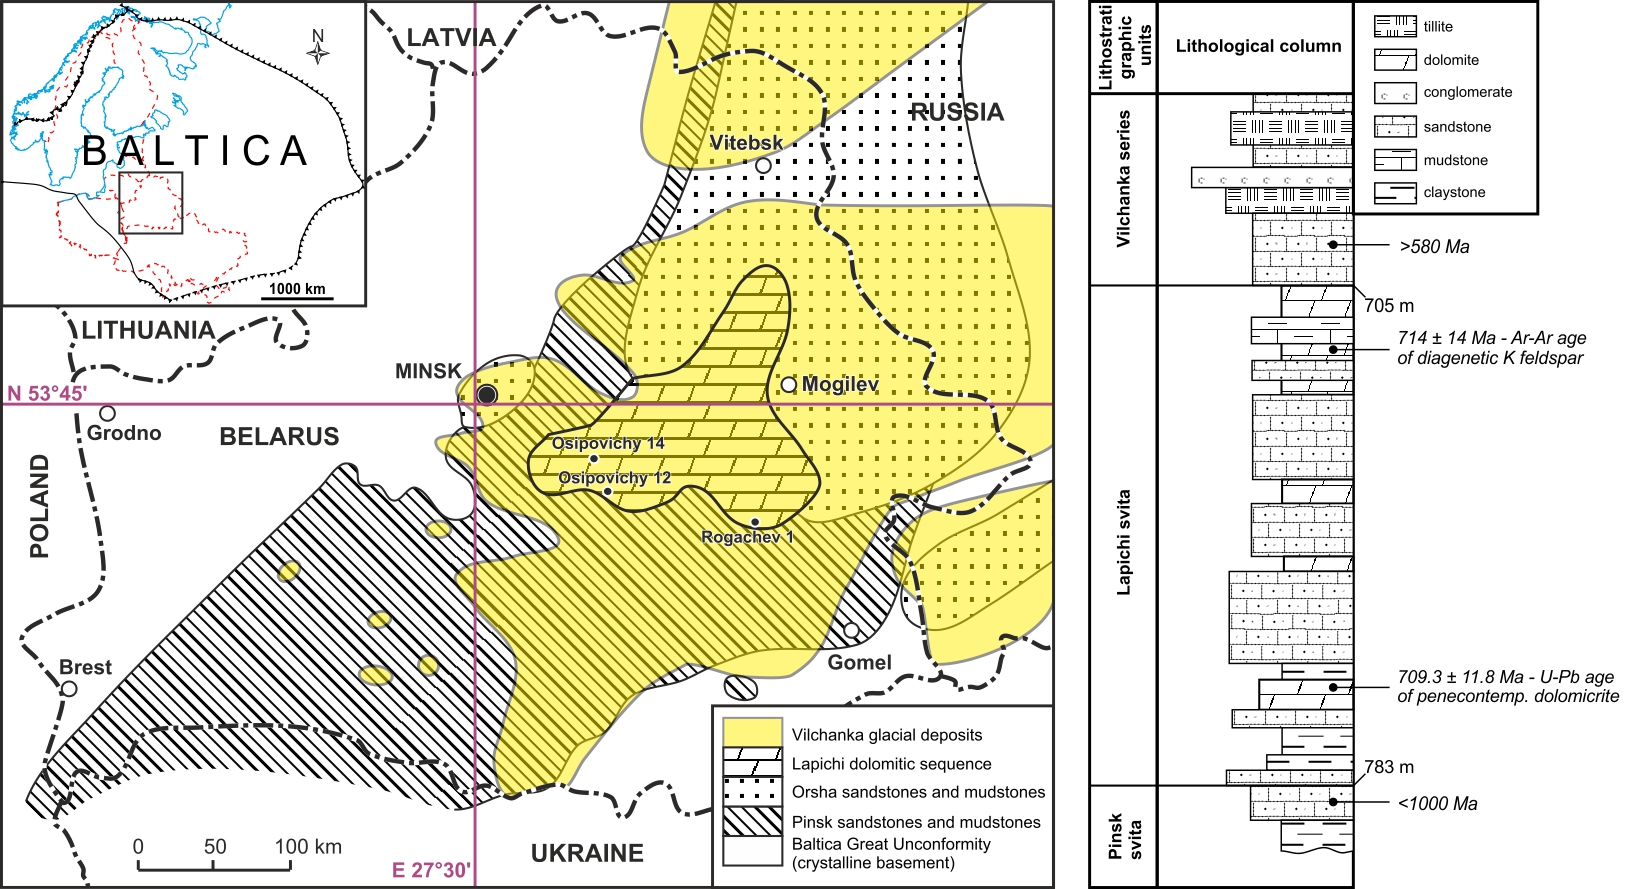 N
BALTICA
1000 km
LATVIA
RUSSIA
Vitebsk
LITHUANIA
MINSK
N 53°45'
Mogilev
Grodno
BELARUS
Osipovichy 14
Osipovichy 12
POLAND
Rogachev 1
Brest
Gomel
0 50 100 km
E 27°30'
UKRAINE
Vilchanka glacial deposits
Lapichi dolomitic sequence
Orsha sandstones and mudstones
Pinsk sandstones and mudstones
Baltica Great Unconformity
(crystalline basement)
Lithostrati
graphic
units
Lithological column
tillite
dolomite
conglomerate
sandstone
mudstone
claystone
Vilchanka series
>580 Ma
705 m
714 ± 14 Ma - Ar-Ar age
of diagenetic K feldspar
Lapichi svita
709.3 ± 11.8 Ma - U-Pb age
of penecontemp. dolomicrite
783 m
<1000 Ma
Pinsk
svita